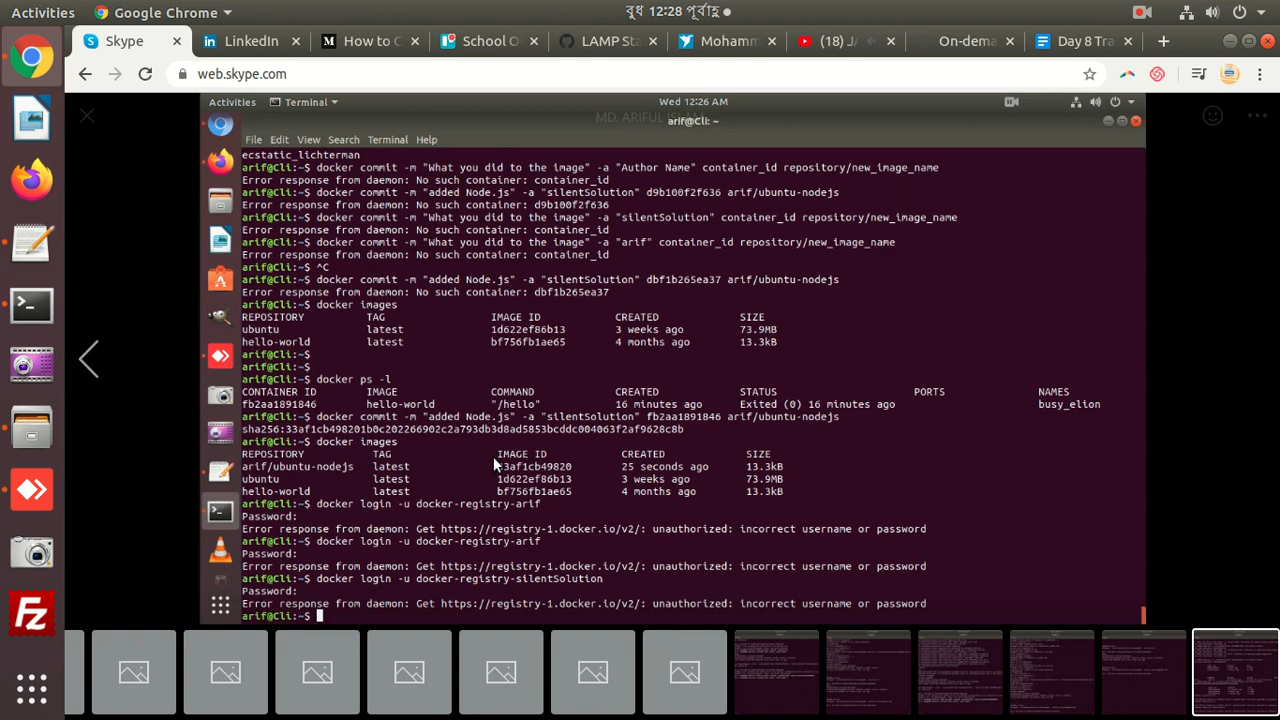 Activities Google Chrome বুধ 12:28 পূর্বাহ্ণ
Skype LinkedIn How to C School O LAMP Sta Mohamm (18) JA On-dema Day 8 Tra
web.skype.com
Activities Terminal Wed 12:26 AM
MD. ARIFUL ISLAM
arif@Cli: ~
File Edit View Search Terminal Help
ecstatic_lichterman
arif@Cli:~$ docker commit -m "What you did to the image" -a "Author Name" container_id repository/new_image_name
Error response from daemon: No such container: container_id
arif@Cli:~$ docker commit -m "added Node.js" -a "silentSolution" d9b100f2f636 arif/ubuntu-nodejs
Error response from daemon: No such container: d9b100f2f636
arif@Cli:~$ docker commit -m "What you did to the image" -a "silentSolution" container_id repository/new_image_name
Error response from daemon: No such container: container_id
arif@Cli:~$ docker commit -m "What you did to the image" -a "arif" container_id repository/new_image_name
Error response from daemon: No such container: container_id
arif@Cli:~$ ^C
arif@Cli:~$ docker commit -m "added Node.js" -a "silentSolution" dbf1b265ea37 arif/ubuntu-nodejs
Error response from daemon: No such container: dbf1b265ea37
arif@Cli:~$ docker images
REPOSITORY TAG IMAGE ID CREATED SIZE
ubuntu latest 1d622ef86b13 3 weeks ago 73.9MB
hello-world latest bf756fb1ae65 4 months ago 13.3kB
arif@Cli:~$
arif@Cli:~$
arif@Cli:~$ docker ps -l
CONTAINER ID IMAGE COMMAND CREATED STATUS PORTS NAMES
fb2aa1891846 hello-world "/hello" 16 minutes ago Exited (0) 16 minutes ago busy_elion
arif@Cli:~$ docker commit -m "added Node.js" -a "silentSolution" fb2aa1891846 arif/ubuntu-nodejs
sha256:33af1cb498201b0c202266902c2a793db3d8ad5853bcddc004063f2af9628c8b
arif@Cli:~$ docker images
REPOSITORY TAG IMAGE ID CREATED SIZE
arif/ubuntu-nodejs latest 33af1cb49820 25 seconds ago 13.3kB
ubuntu latest 1d622ef86b13 3 weeks ago 73.9MB
hello-world latest bf756fb1ae65 4 months ago 13.3kB
arif@Cli:~$ docker login -u docker-registry-arif
Password:
Error response from daemon: Get https://registry-1.docker.io/v2/: unauthorized: incorrect username or password
arif@Cli:~$ docker login -u docker-registry-arif
Password:
Error response from daemon: Get https://registry-1.docker.io/v2/: unauthorized: incorrect username or password
arif@Cli:~$ docker login -u docker-registry-silentSolution
Password:
Error response from daemon: Get https://registry-1.docker.io/v2/: unauthorized: incorrect username or password
arif@Cli:~$